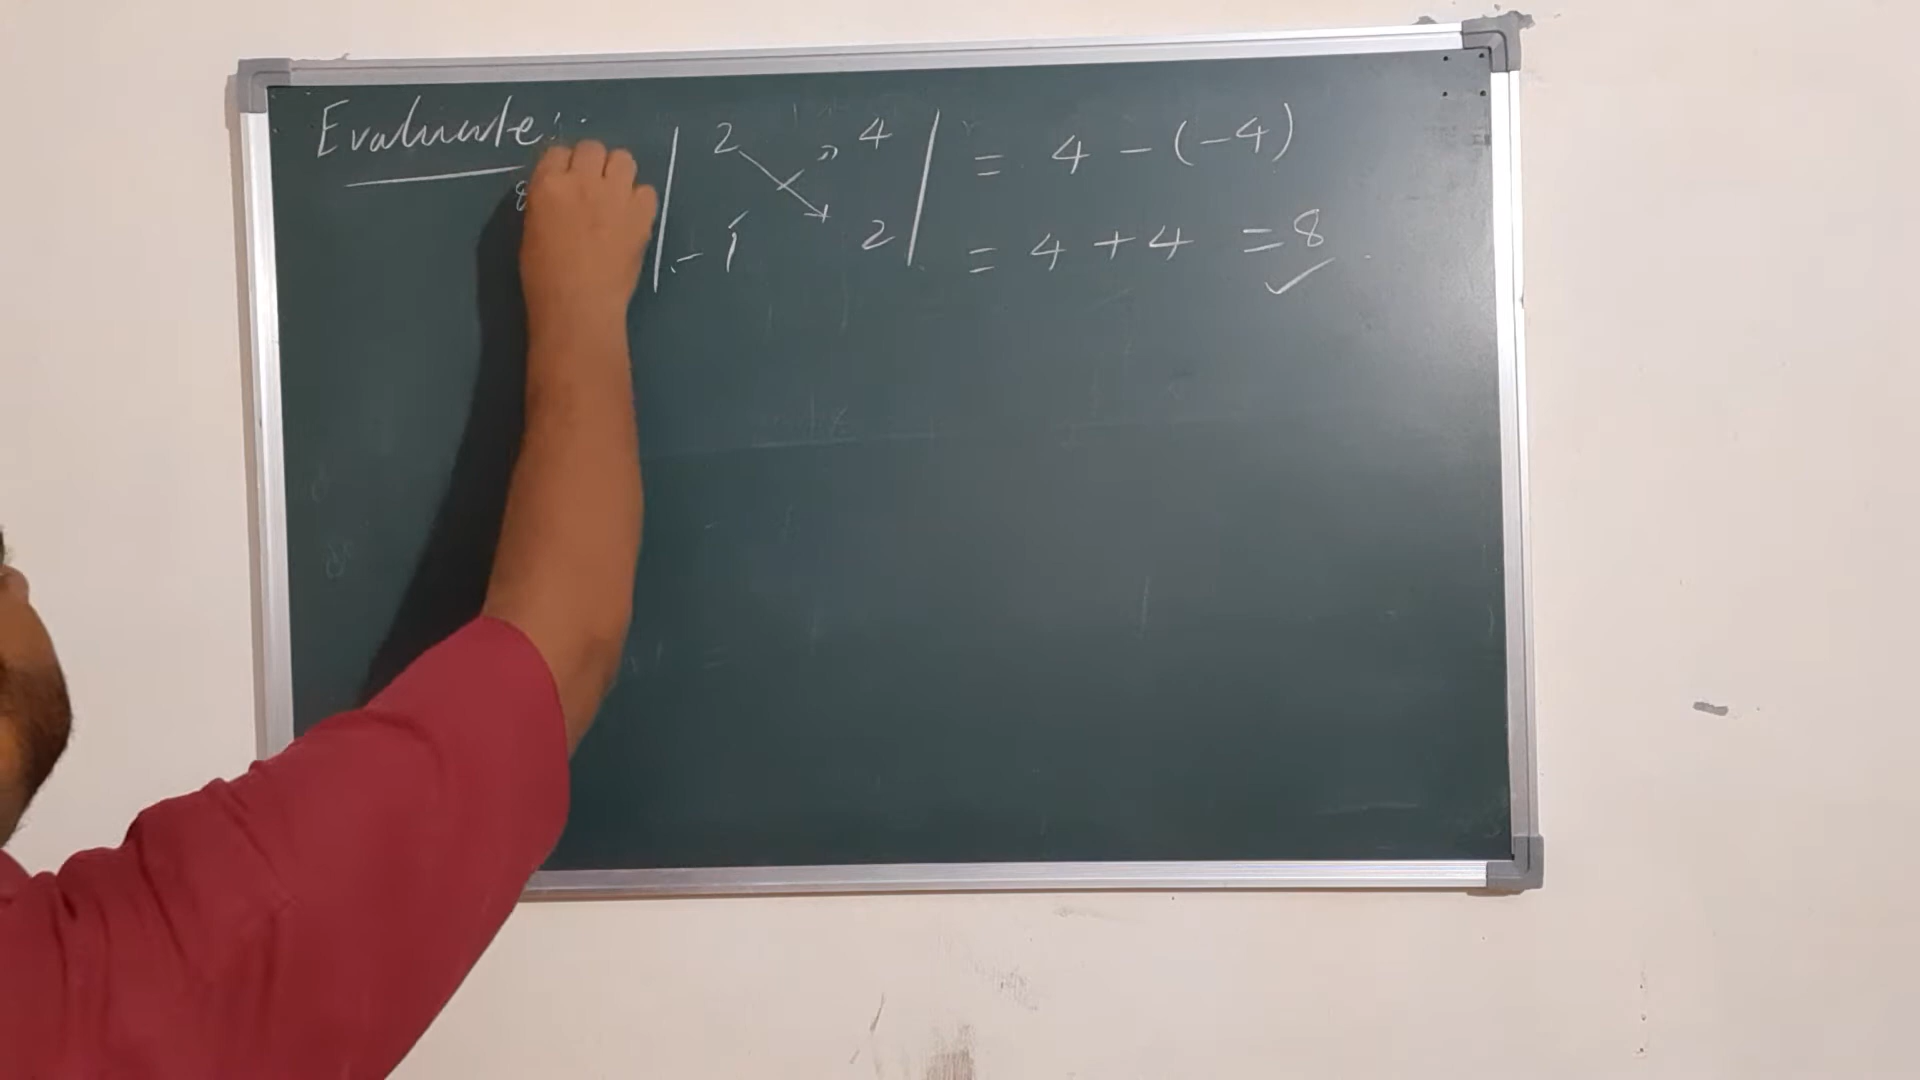 Evaluate:
| 2 4 | = 4 - (-4)
| -1 2 | = 4 + 4 = 8